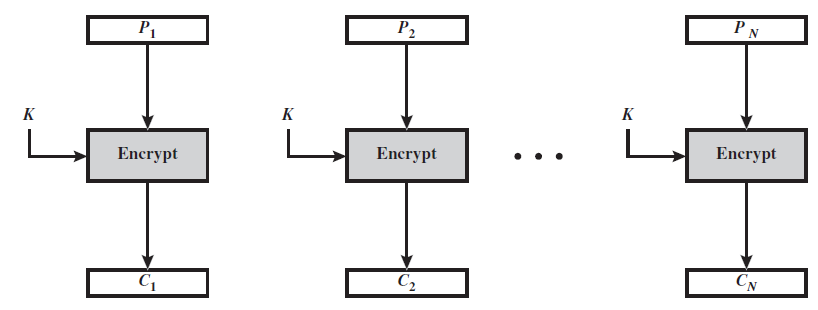 P1 P2 PN
K K K
Encrypt Encrypt • • • Encrypt
C1 C2 CN